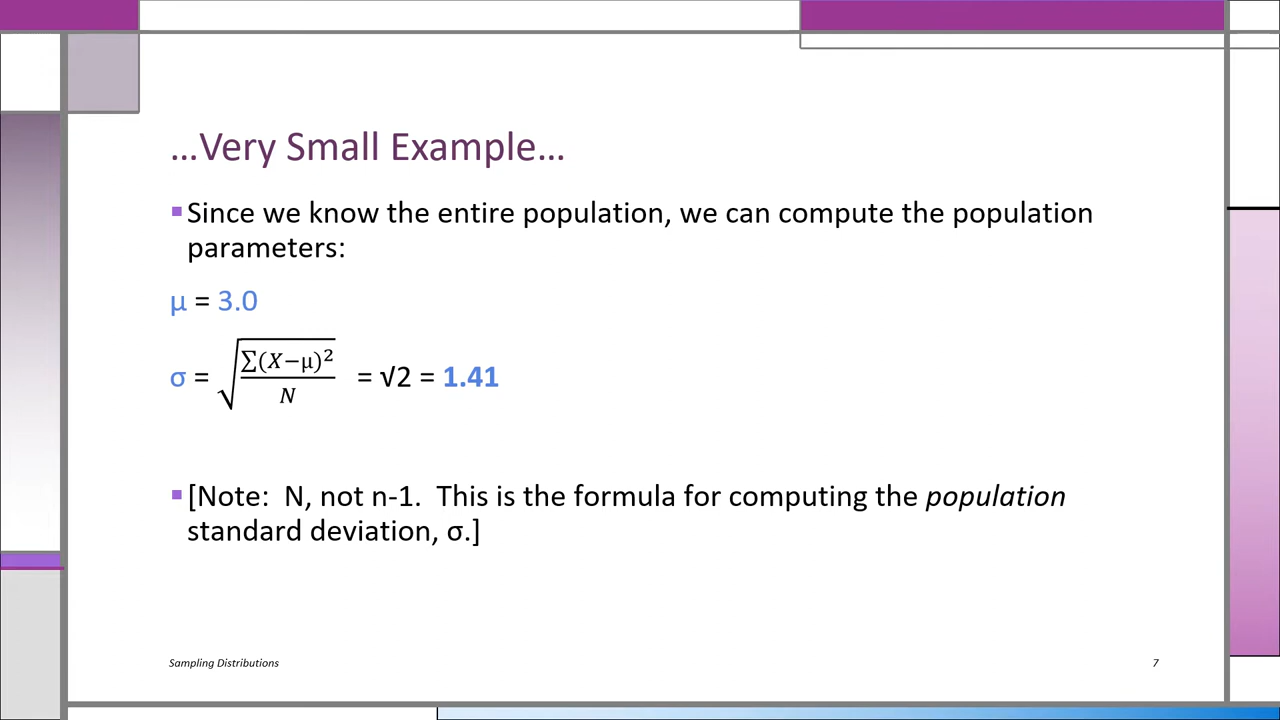 …Very Small Example…
▪Since we know the entire population, we can compute the population
parameters:
µ = 3.0
σ = √(∑(X−µ)²/N) = √2 = 1.41
▪[Note:  N, not n-1.  This is the formula for computing the population
standard deviation, σ.]
Sampling Distributions
7